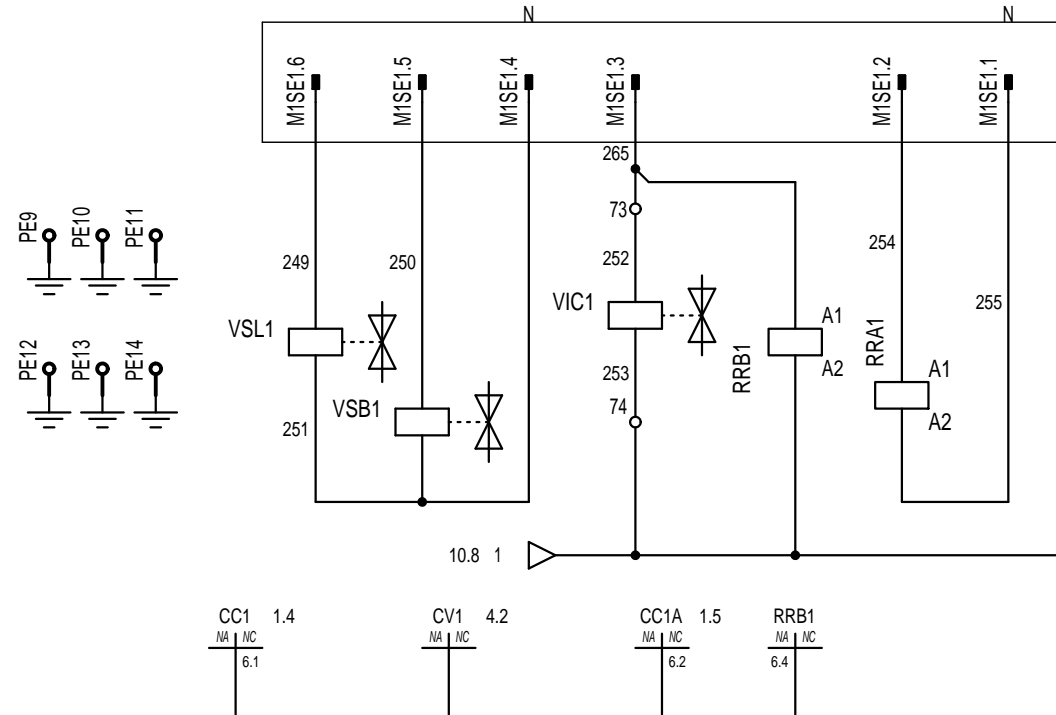 N N
M1SE1.6 M1SE1.5 M1SE1.4 M1SE1.3 M1SE1.2 M1SE1.1
265
73
PE9 PE10 PE11
254
249 250 252
255
VIC1
VSL1 A1
RRB1 RRA1
PE12 PE13 PE14
253 A2 A1
74
VSB1
251 A2
10.8 1
CC1 1.4 CV1 4.2 CC1A 1.5 RRB1
NA NC NA NC NA NC NA NC
6.1 6.2 6.4